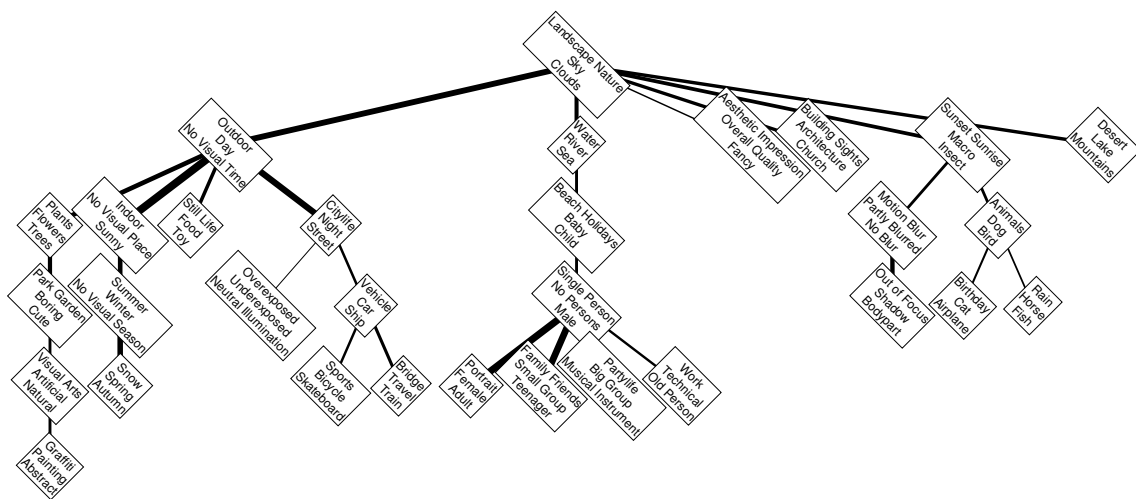 Landscape Nature
Sky
Clouds
Outdoor
Day
No Visual Time
Water
River
Sea
Aesthetic Impression
Overall Quality
Fancy
Building Sights
Architecture
Church
Sunset Sunrise
Macro
Insect
Desert
Lake
Mountains
Plants
Flowers
Trees
Indoor
No Visual Place
Sunny
Still Life
Food
Toy
Citylife
Night
Street
Beach Holidays
Baby
Child
Motion Blur
Partly Blurred
No Blur
Animals
Dog
Bird
Park Garden
Boring
Cute
Summer
Winter
No Visual Season
Overexposed
Underexposed
Neutral Illumination
Vehicle
Car
Ship
Single Person
No Persons
Male
Out of Focus
Shadow
Bodypart
Birthday
Cat
Airplane
Rain
Horse
Fish
Visual Arts
Artificial
Natural
Snow
Spring
Autumn
Sports
Bicycle
Skateboard
Bridge
Travel
Train
Portrait
Female
Adult
Family Friends
Small Group
Teenager
Partylife
Big Group
Musical Instrument
Work
Technical
Old Person
Graffiti
Painting
Abstract